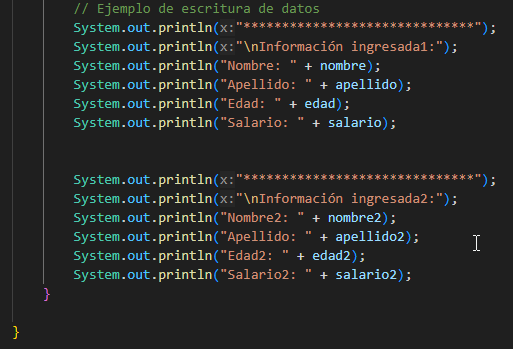 // Ejemplo de escritura de datos
System.out.println(x:"******************************");
System.out.println(x:"\nInformación ingresada1:");
System.out.println("Nombre: " + nombre);
System.out.println("Apellido: " + apellido);
System.out.println("Edad: " + edad);
System.out.println("Salario: " + salario);
System.out.println(x:"******************************");
System.out.println(x:"\nInformación ingresada2:");
System.out.println("Nombre2: " + nombre2);
System.out.println("Apellido: " + apellido2);
System.out.println("Edad2: " + edad2);
System.out.println("Salario2: " + salario2);
}
}